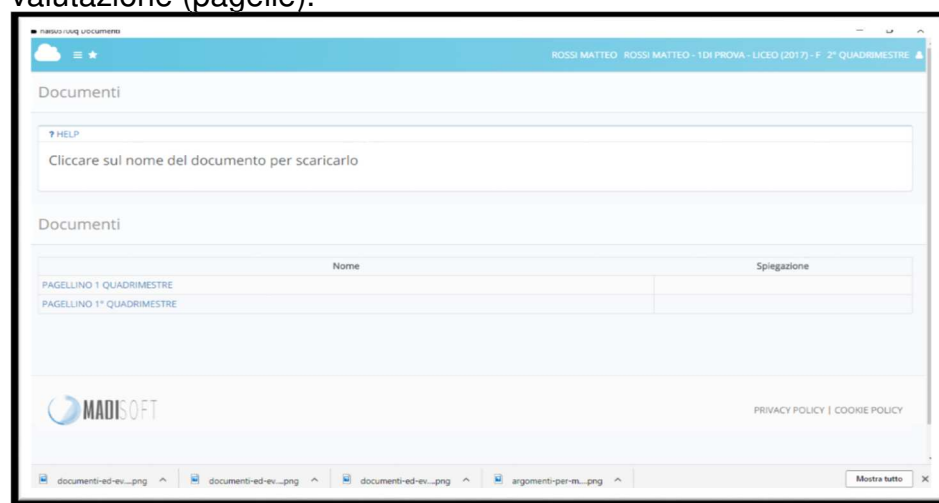 valutazione (pagelle).
Documenti
ROSSI MATTEO ROSSI MATTEO - 1DI PROVA - LICEO (2017) - F 2° QUADRIMESTRE
Documenti
? HELP
Cliccare sul nome del documento per scaricarlo
Documenti
Nome Spiegazione
PAGELLINO 1 QUADRIMESTRE
PAGELLINO 1° QUADRIMESTRE
MADISOFT
PRIVACY POLICY | COOKIE POLICY
documenti-ed-ev....png documenti-ed-ev....png documenti-ed-ev....png argomenti-per-m....png Mostra tutto